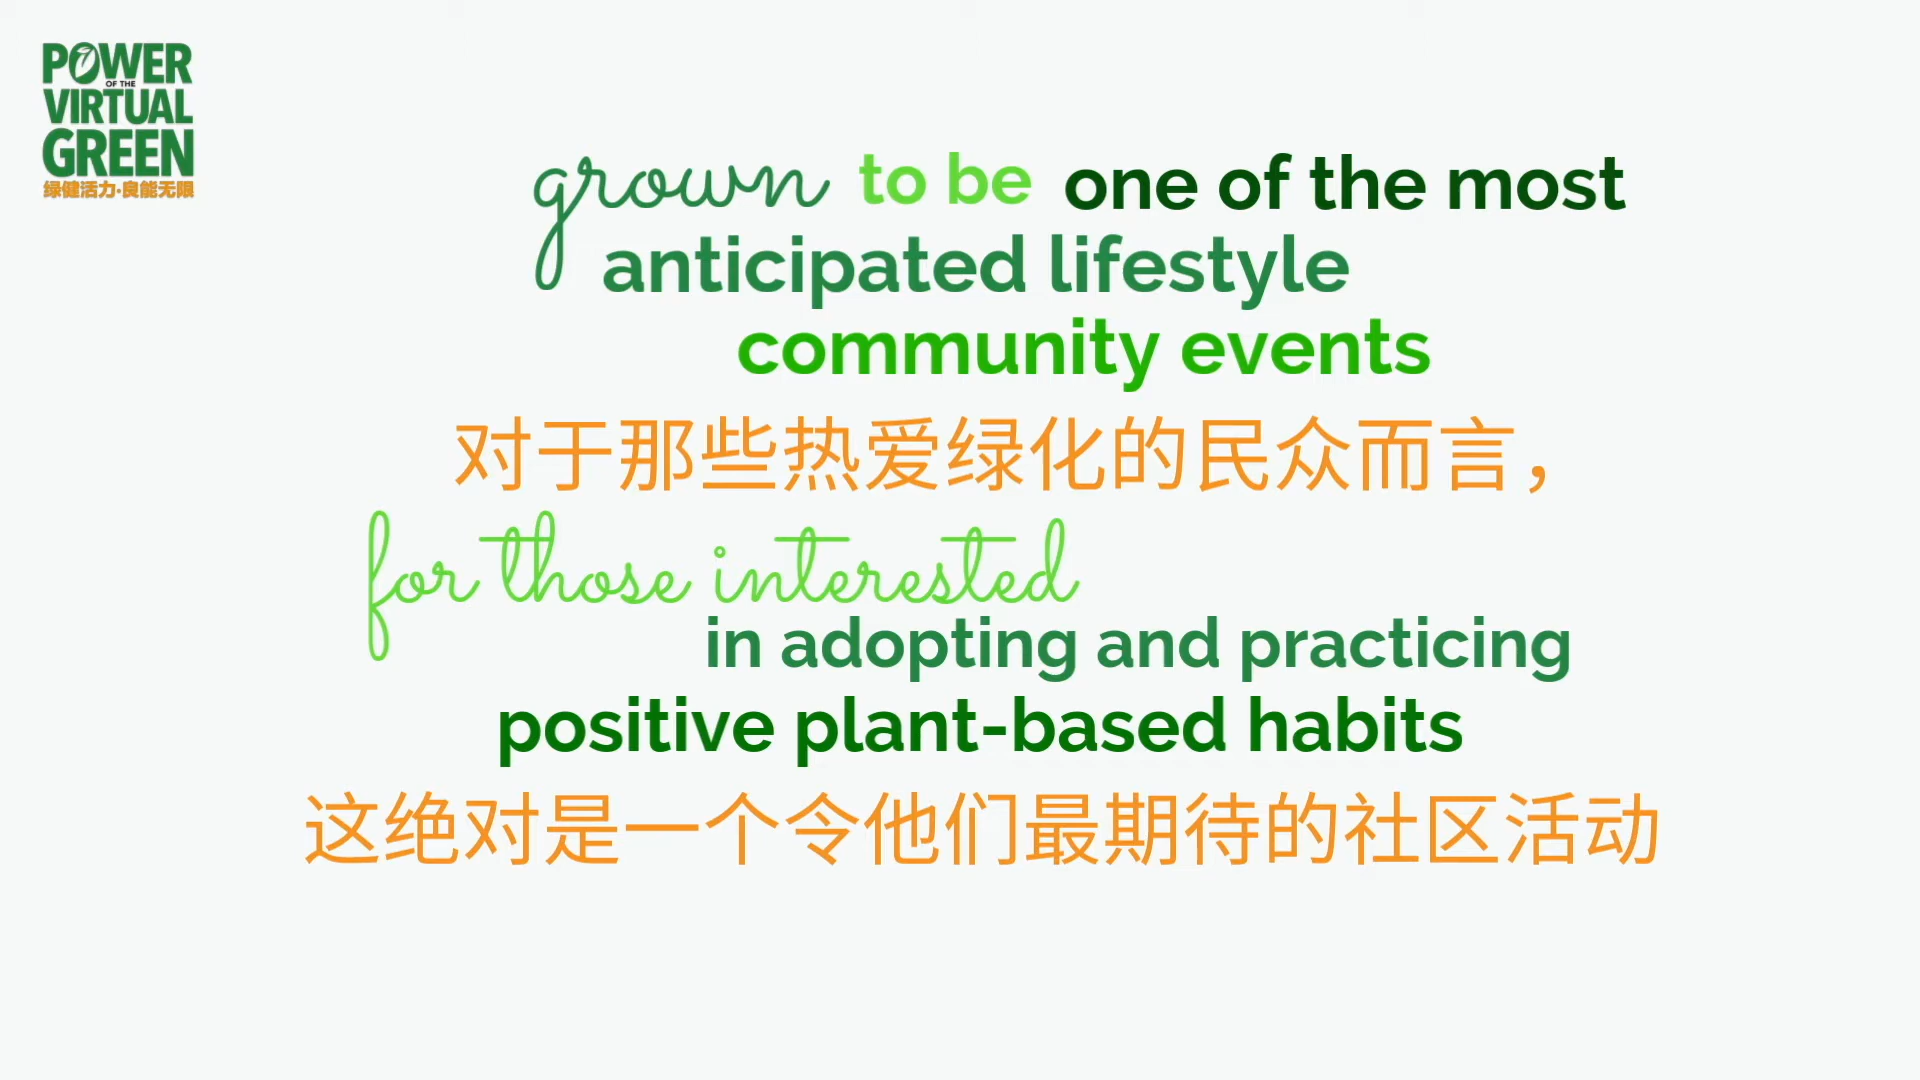 POWER
OF THE
VIRTUAL
GREEN
绿健活力·良能无限
grown to be one of the most
anticipated lifestyle
community events
对于那些热爱绿化的民众而言，
for those interested
in adopting and practicing
positive plant-based habits
这绝对是一个令他们最期待的社区活动